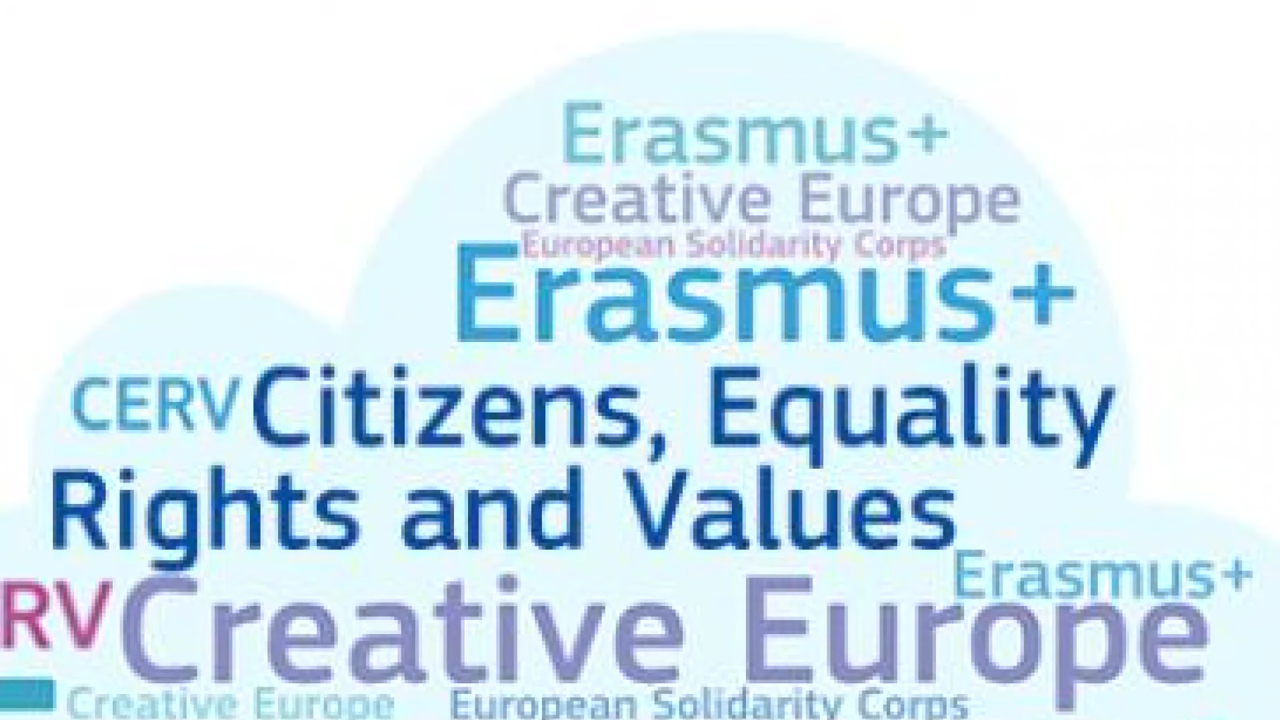 Erasmus+
Creative Europe
European Solidarity Corps
Erasmus+
CERV Citizens, Equality
Rights and Values
Erasmus+
RV Creative Europe
Creative Europe European Solidarity Corps